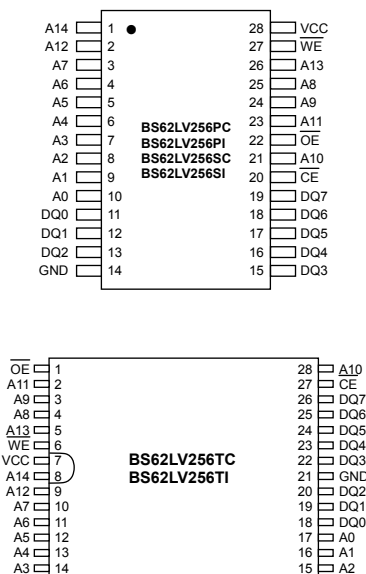 A14 1 28 VCC
A12 2 27 WE
A7 3 26 A13
A6 4 25 A8
A5 5 24 A9
A4 6 23 A11
A3 7 22 OE
A2 8 21 A10
A1 9 20 CE
A0 10 19 DQ7
DQ0 11 18 DQ6
DQ1 12 17 DQ5
DQ2 13 16 DQ4
GND 14 15 DQ3
BS62LV256PC
BS62LV256PI
BS62LV256SC
BS62LV256SI
OE 1 28 A10
A11 2 27 CE
A9 3 26 DQ7
A8 4 25 DQ6
A13 5 24 DQ5
WE 6 23 DQ4
VCC 7 22 DQ3
A14 8 21 GND
A12 9 20 DQ2
A7 10 19 DQ1
A6 11 18 DQ0
A5 12 17 A0
A4 13 16 A1
A3 14 15 A2
BS62LV256TC
BS62LV256TI